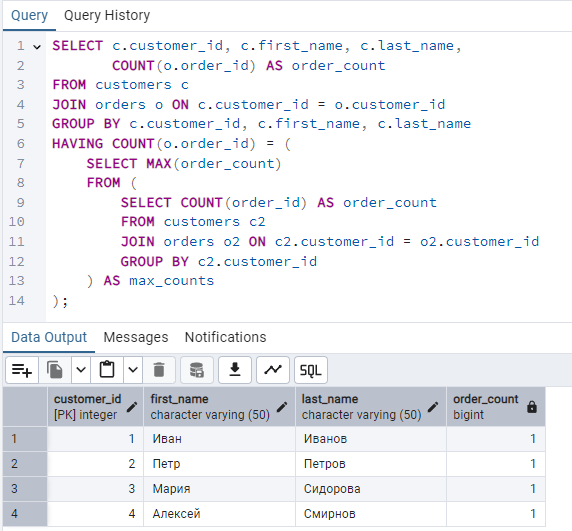 Query Query History
1 SELECT c.customer_id, c.first_name, c.last_name,
2 COUNT(o.order_id) AS order_count
3 FROM customers c
4 JOIN orders o ON c.customer_id = o.customer_id
5 GROUP BY c.customer_id, c.first_name, c.last_name
6 HAVING COUNT(o.order_id) = (
7 SELECT MAX(order_count)
8 FROM (
9 SELECT COUNT(order_id) AS order_count
10 FROM customers c2
11 JOIN orders o2 ON c2.customer_id = o2.customer_id
12 GROUP BY c2.customer_id
13 ) AS max_counts
14 );
Data Output Messages Notifications
SQL
customer_id first_name last_name order_count
[PK] integer character varying (50) character varying (50) bigint
1 1 Иван Иванов 1
2 2 Петр Петров 1
3 3 Мария Сидорова 1
4 4 Алексей Смирнов 1